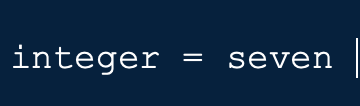 integer = seven